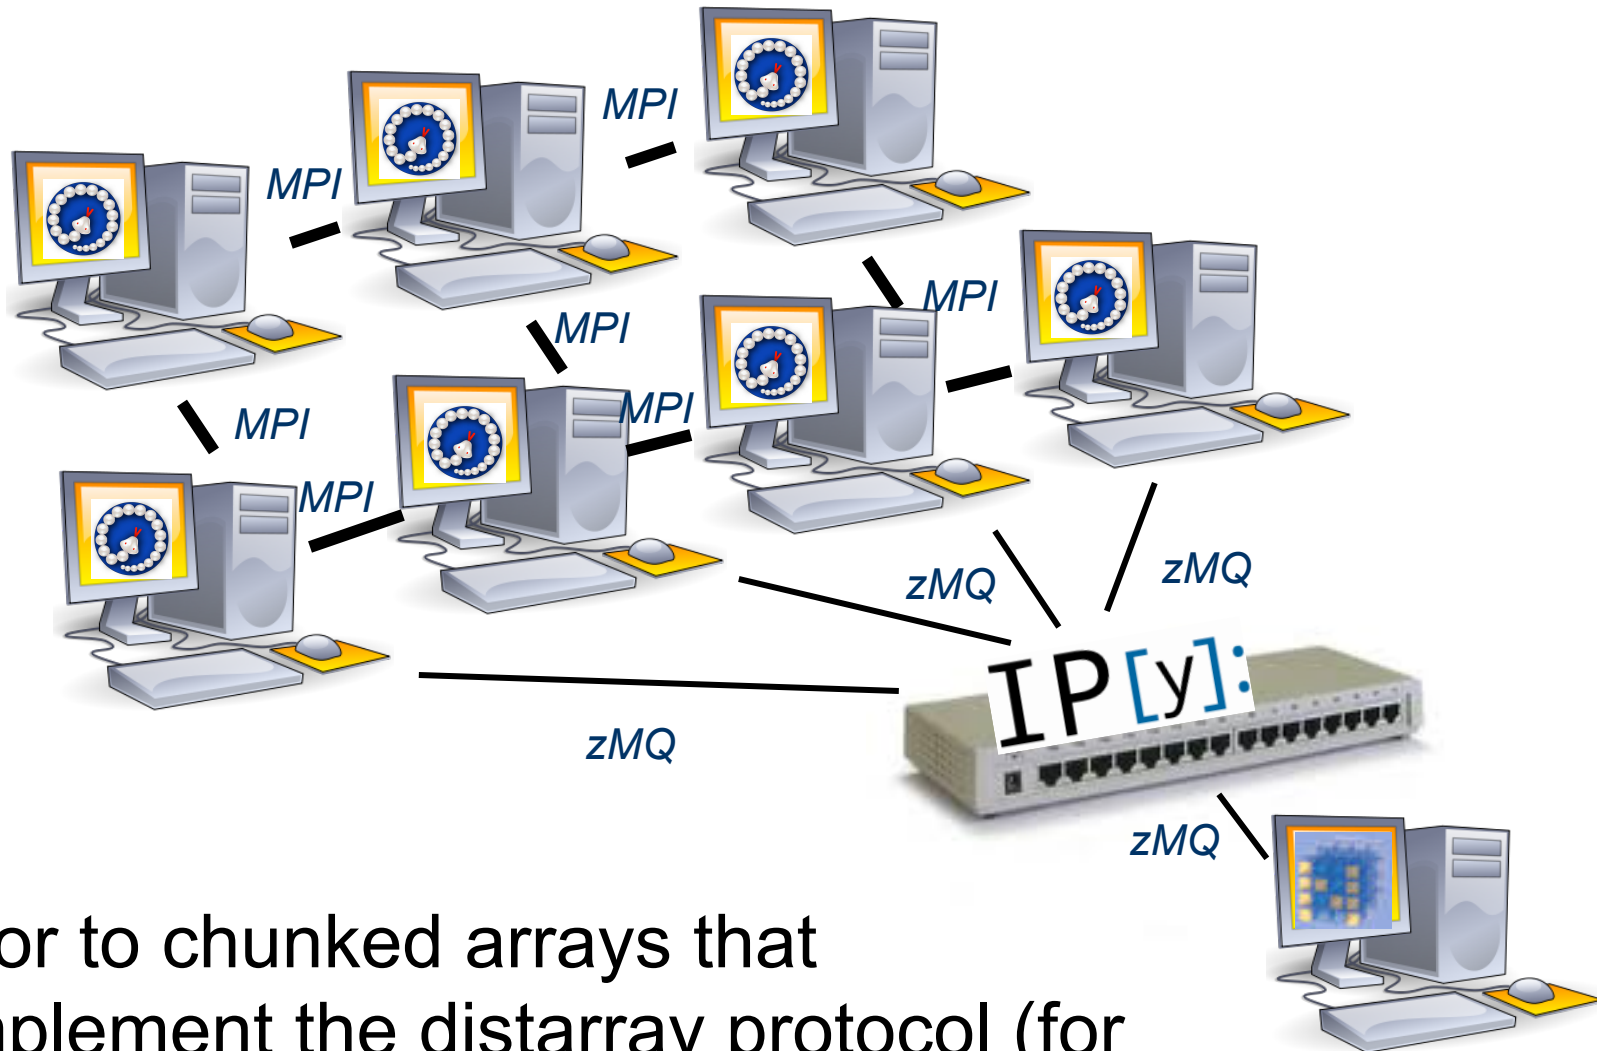 MPI
MPI
MPI
MPI
MPI
MPI
MPI
zMQ
zMQ
IP[y]:
zMQ
zMQ
or to chunked arrays that
plement the distarray protocol (for